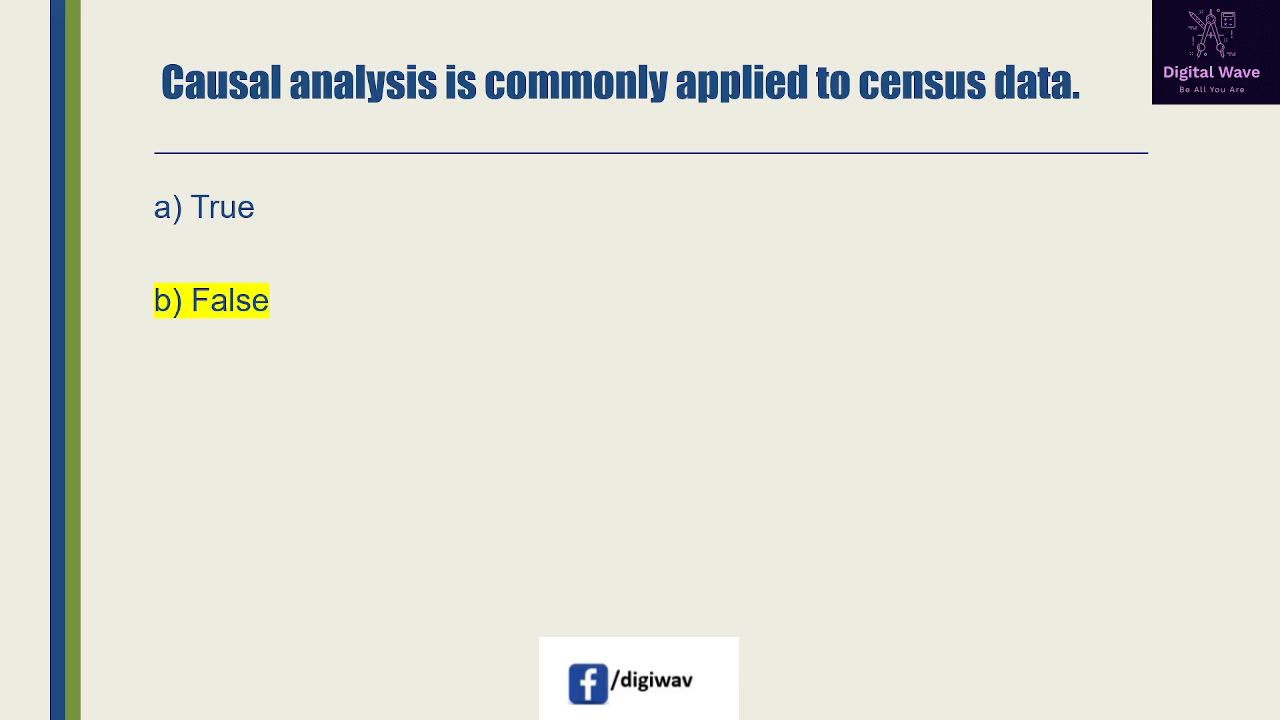 Causal analysis is commonly applied to census data.
Digital Wave
Be All You Are
a) True
b) False
f/digiwav